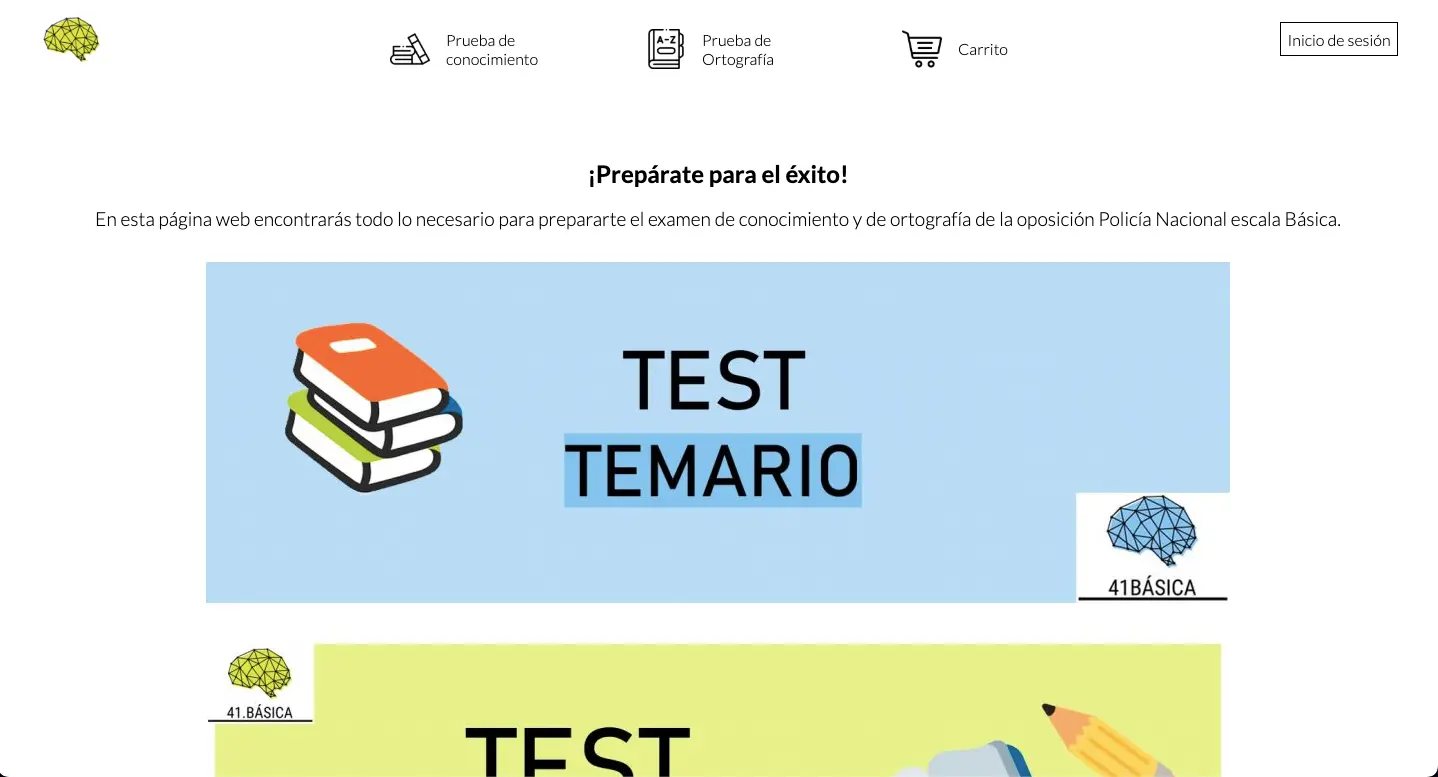 Prueba de
conocimiento
A-Z
Prueba de
Ortografía
Carrito
Inicio de sesión
¡Prepárate para el éxito!
En esta página web encontrarás todo lo necesario para prepararte el examen de conocimiento y de ortografía de la oposición Policía Nacional escala Básica.
TEST
TEMARIO
41BÁSICA
41.BÁSICA
TEST